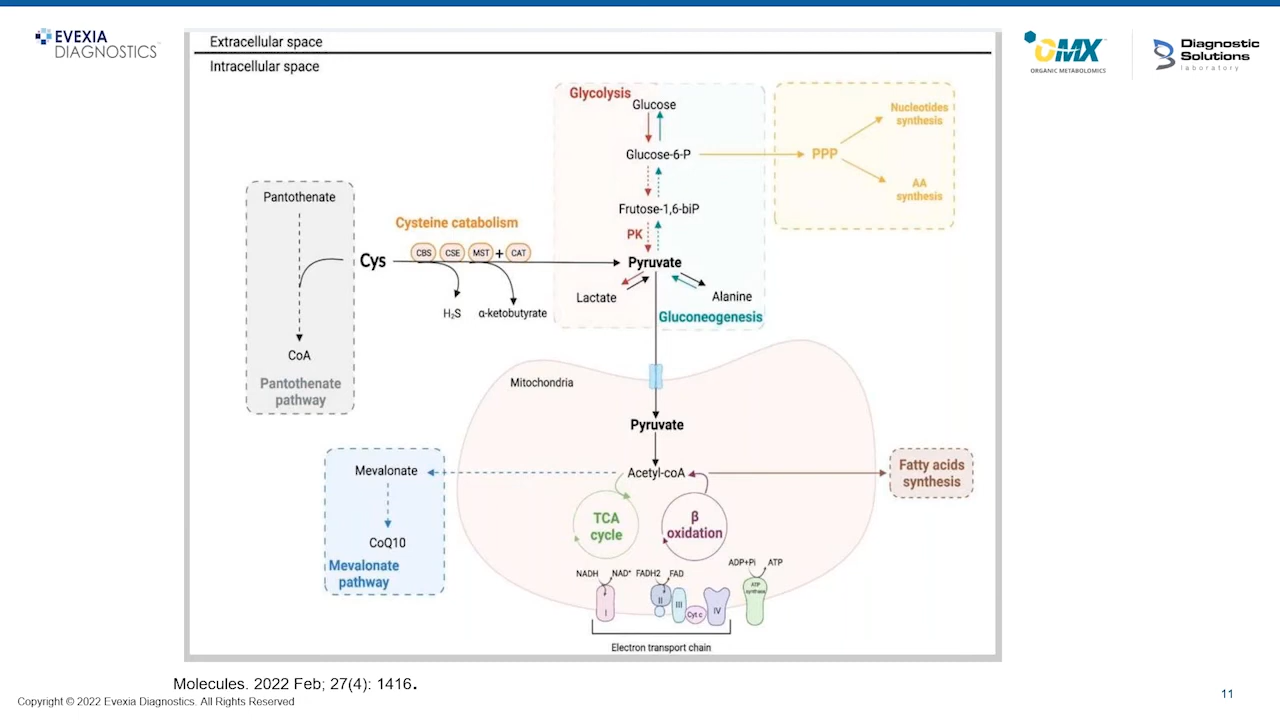 EVEXIA
DIAGNOSTICS™
OMX™
ORGANIC METABOLOMICS
Diagnostic
Solutions
laboratory
Extracellular space
Intracellular space
Glycolysis
Glucose
Glucose-6-P
Frutose-1,6-biP
PK
Pyruvate
Lactate
Alanine
Gluconeogenesis
PPP
Nucleotides
synthesis
AA
synthesis
Pantothenate
CoA
Pantothenate
pathway
Cysteine catabolism
Cys
CBS
CSE
MST
+
CAT
H₂S
α-ketobutyrate
Mitochondria
Pyruvate
Acetyl-coA
TCA
cycle
β
oxidation
Fatty acids
synthesis
Mevalonate
CoQ10
Mevalonate
pathway
NADH
NAD⁺
FADH2
FAD
ADP+Pi
ATP
I
II
III
Cyt c
IV
ATP
synthase
Electron transport chain
Molecules. 2022 Feb; 27(4): 1416.
Copyright © 2022 Evexia Diagnostics. All Rights Reserved
11